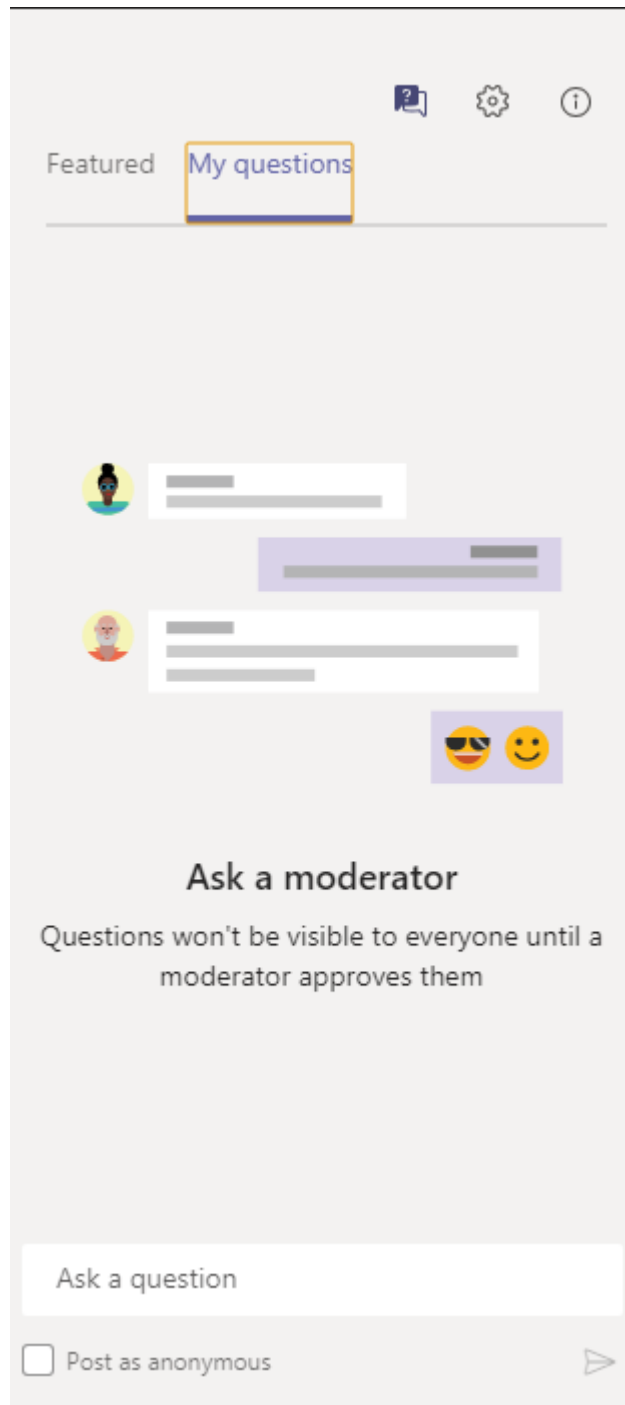 Featured
My questions
Ask a moderator
Questions won't be visible to everyone until a
moderator approves them
Ask a question
Post as anonymous